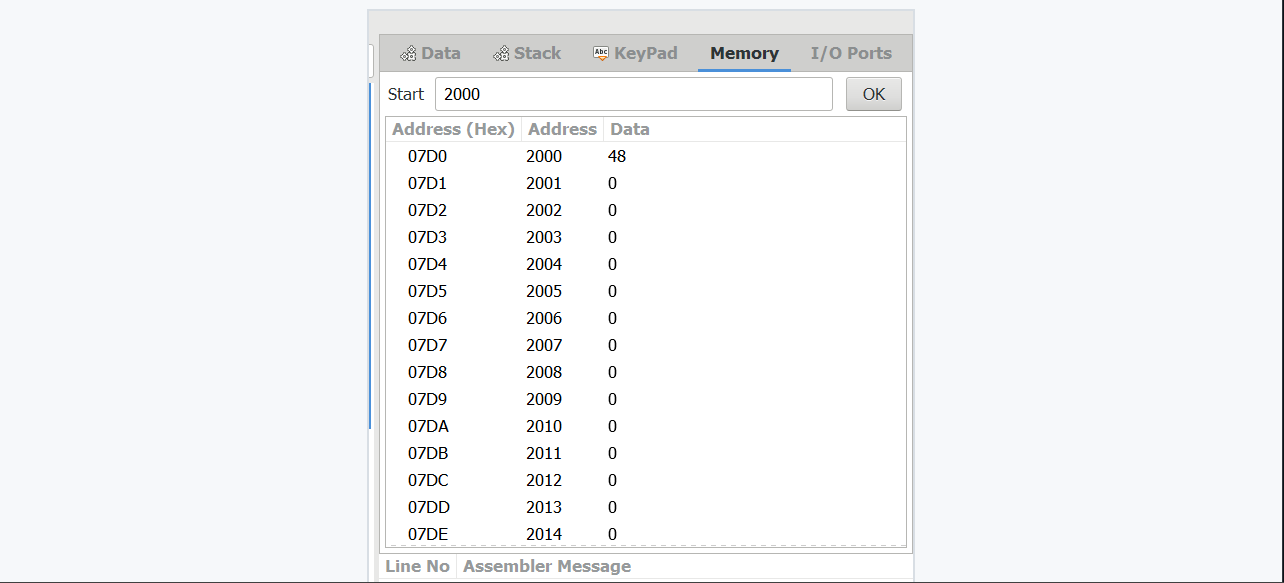 Data Stack Abc KeyPad Memory I/O Ports
Start 2000 OK
Address (Hex) Address Data
07D0 2000 48
07D1 2001 0
07D2 2002 0
07D3 2003 0
07D4 2004 0
07D5 2005 0
07D6 2006 0
07D7 2007 0
07D8 2008 0
07D9 2009 0
07DA 2010 0
07DB 2011 0
07DC 2012 0
07DD 2013 0
07DE 2014 0
Line No Assembler Message